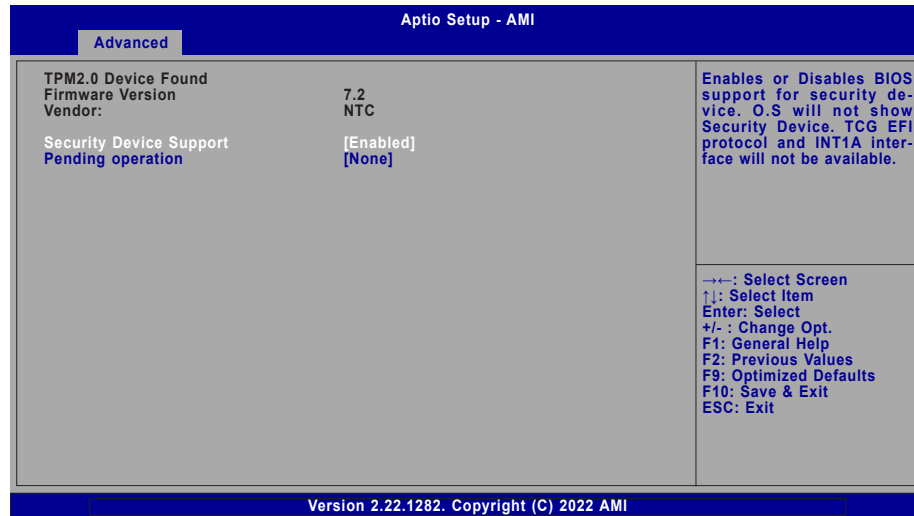 Aptio Setup - AMI
Advanced
TPM2.0 Device Found
Firmware Version 7.2
Vendor: NTC
Security Device Support [Enabled]
Pending operation [None]
Enables or Disables BIOS
support for security de-
vice. O.S will not show
Security Device. TCG EFI
protocol and INT1A inter-
face will not be available.
→←: Select Screen
↑↓: Select Item
Enter: Select
+/- : Change Opt.
F1: General Help
F2: Previous Values
F9: Optimized Defaults
F10: Save & Exit
ESC: Exit
Version 2.22.1282. Copyright (C) 2022 AMI